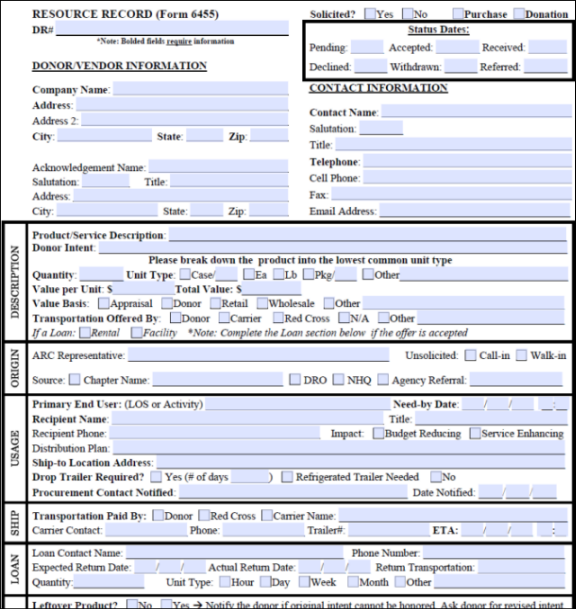 RESOURCE RECORD (Form 6455)
DR#
*Note: Bolded fields require information
Solicited? Yes No Purchase Donation
Status Dates:
Pending: Accepted: Received:
Declined: Withdrawn: Referred:
DONOR/VENDOR INFORMATION
Company Name:
Address:
Address 2:
City: State: Zip:
Acknowledgement Name:
Salutation: Title:
Address:
City: State: Zip:
CONTACT INFORMATION
Contact Name:
Salutation:
Title:
Telephone:
Cell Phone:
Fax:
Email Address:
DESCRIPTION
Product/Service Description:
Donor Intent:
Please break down the product into the lowest common unit type
Quantity: Unit Type: Case/ Ea Lb Pkg/ Other
Value per Unit: $ Total Value: $
Value Basis: Appraisal Donor Retail Wholesale Other
Transportation Offered By: Donor Carrier Red Cross N/A Other
If a Loan: Rental Facility *Note: Complete the Loan section below if the offer is accepted
ORIGIN
ARC Representative: Unsolicited: Call-in Walk-in
Source: Chapter Name: DRO NHQ Agency Referral:
USAGE
Primary End User: (LOS or Activity) Need-by Date: / / :
Recipient Name: Title:
Recipient Phone: Impact: Budget Reducing Service Enhancing
Distribution Plan:
Ship-to Location Address:
Drop Trailer Required? Yes (# of days ) Refrigerated Trailer Needed No
Procurement Contact Notified: Date Notified: / /
SHIP
Transportation Paid By: Donor Red Cross Carrier Name:
Carrier Contact: Phone: Trailer#: ETA: / / :
LOAN
Loan Contact Name: Phone Number:
Expected Return Date: / / Actual Return Date: / / Return Transportation:
Quantity: Unit Type: Hour Day Week Month Other
Leftover Product? No Yes → Notify the donor if original intent cannot be honored. Ask donor for revised intent